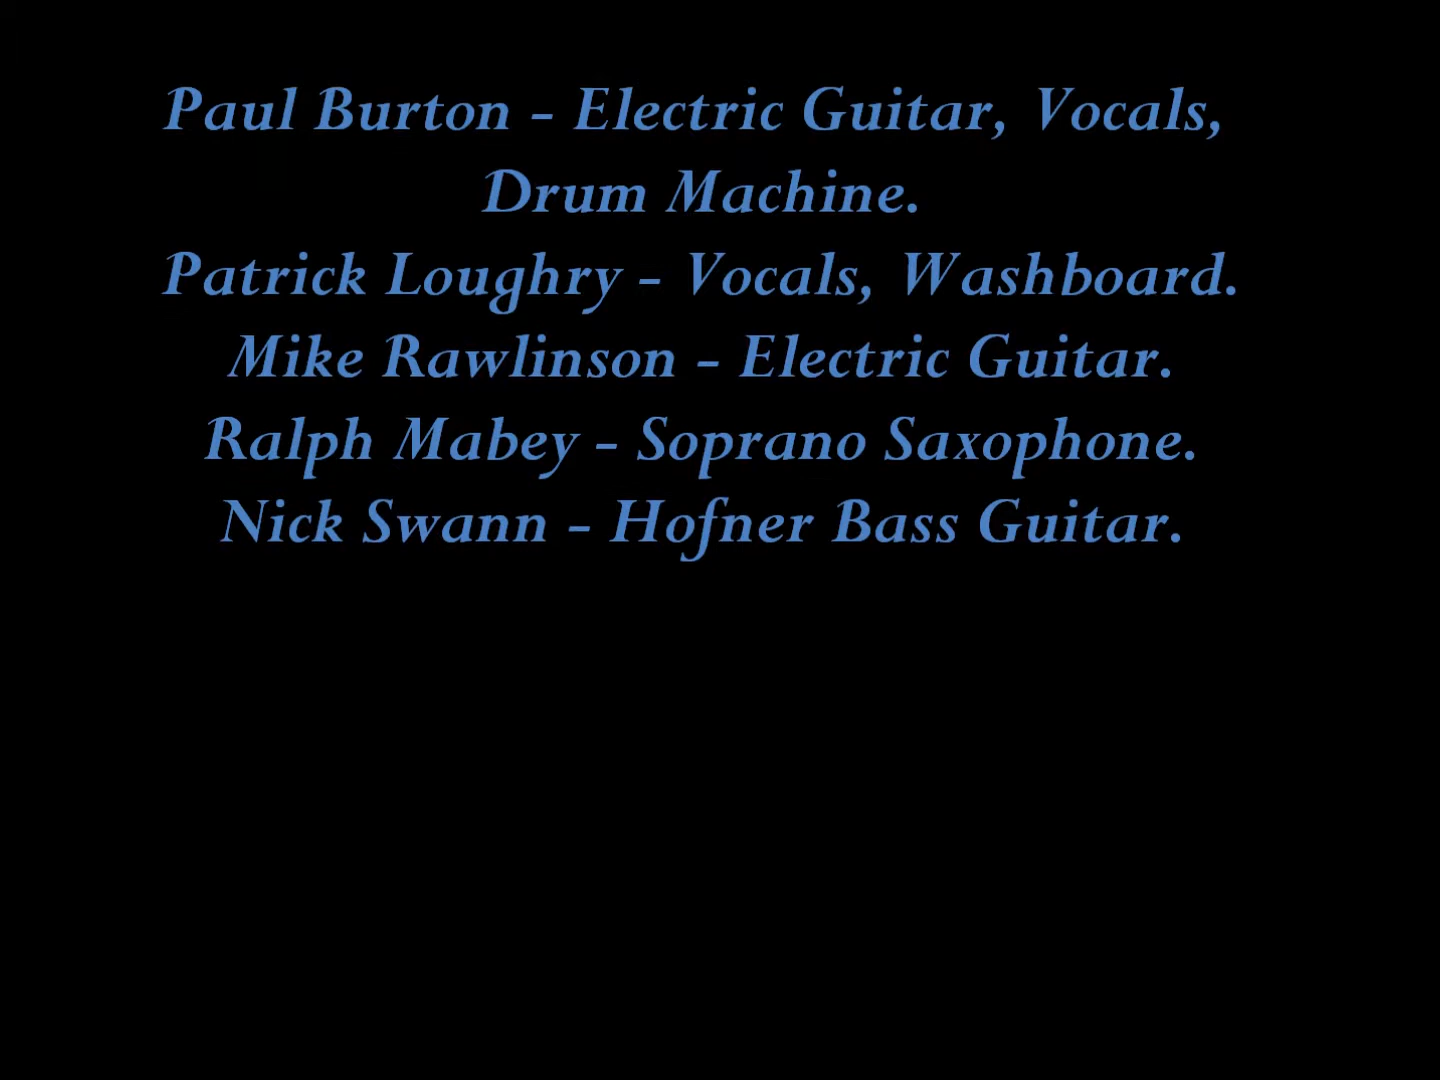 Paul Burton - Electric Guitar, Vocals,
Drum Machine.
Patrick Loughry - Vocals, Washboard.
Mike Rawlinson - Electric Guitar.
Ralph Mabey - Soprano Saxophone.
Nick Swann - Hofner Bass Guitar.